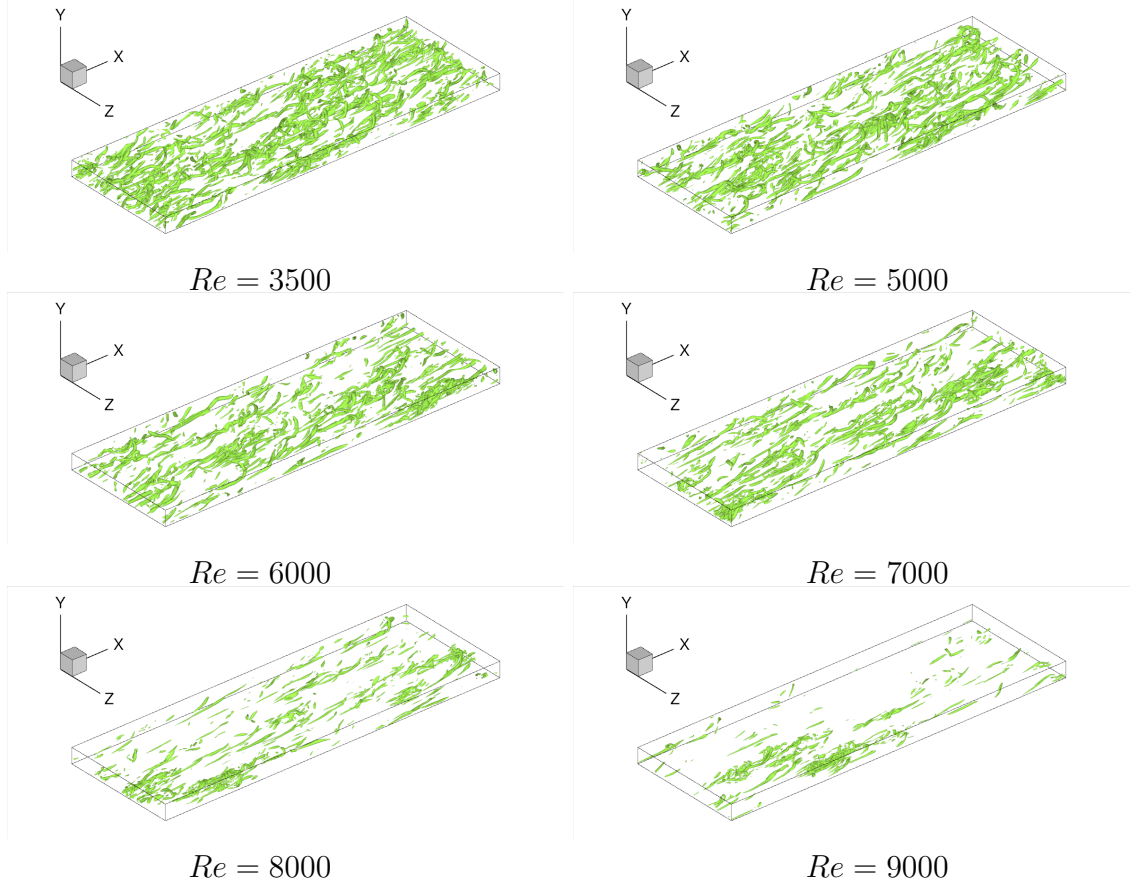 Y
X
Z
Re = 3500
Y
X
Z
Re = 5000
Y
X
Z
Re = 6000
Y
X
Z
Re = 7000
Y
X
Z
Re = 8000
Y
X
Z
Re = 9000